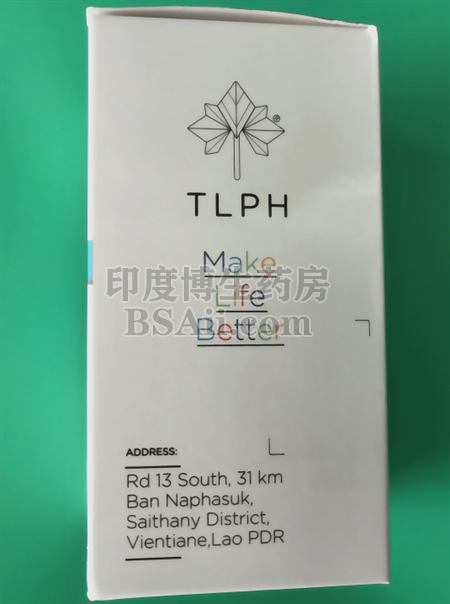 ®
TLPH
Make
Life
Better
印度博生药房
BSAij.com
ADDRESS:
Rd 13 South, 31 km
Ban Naphasuk,
Saithany District,
Vientiane,Lao PDR